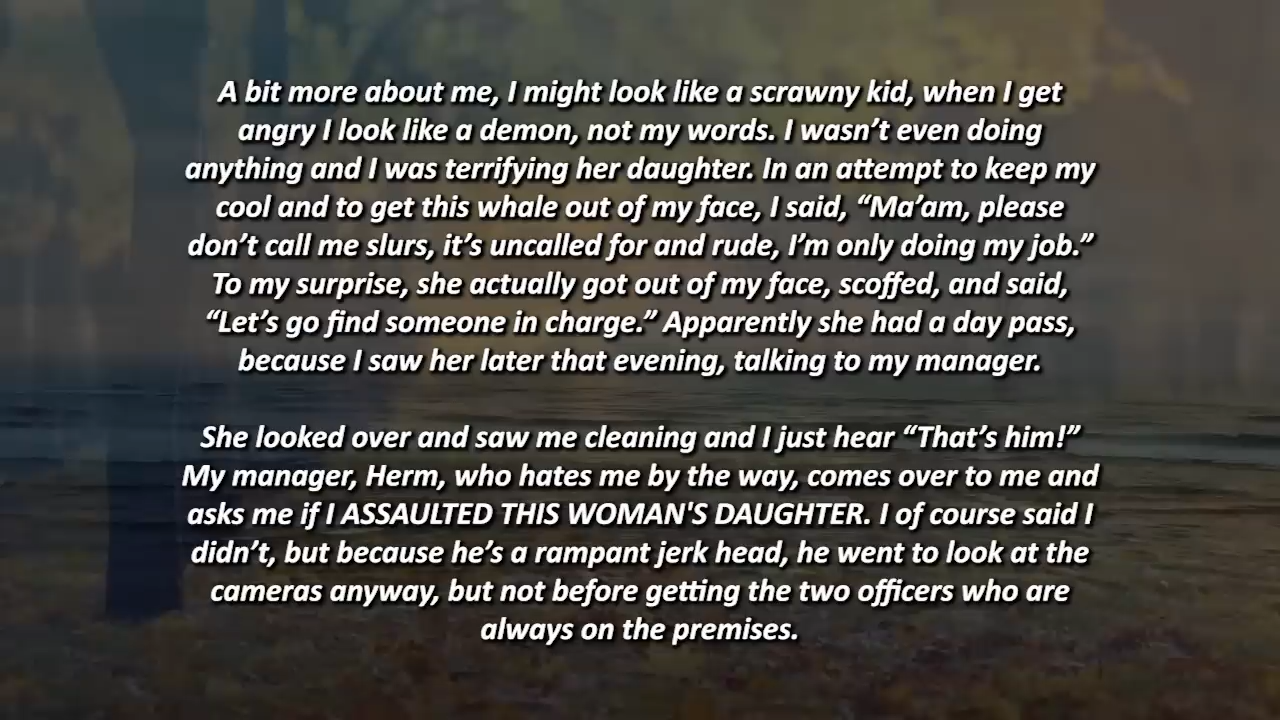 A bit more about me, I might look like a scrawny kid, when I get
angry I look like a demon, not my words. I wasn’t even doing
anything and I was terrifying her daughter. In an attempt to keep my
cool and to get this whale out of my face, I said, “Ma’am, please
don’t call me slurs, it’s uncalled for and rude, I’m only doing my job.”
To my surprise, she actually got out of my face, scoffed, and said,
“Let’s go find someone in charge.” Apparently she had a day pass,
because I saw her later that evening, talking to my manager.
She looked over and saw me cleaning and I just hear “That’s him!”
My manager, Herm, who hates me by the way, comes over to me and
asks me if I ASSAULTED THIS WOMAN'S DAUGHTER. I of course said I
didn’t, but because he’s a rampant jerk head, he went to look at the
cameras anyway, but not before getting the two officers who are
always on the premises.